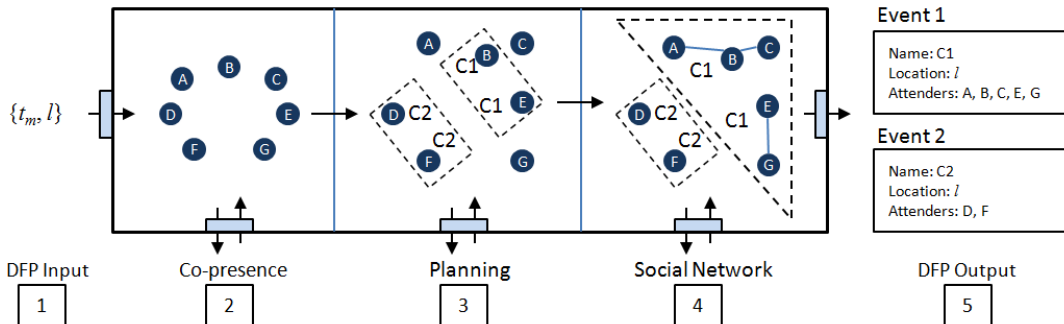 {tm, l}
A
B
C
D
E
F
G
A
B
C
C1
D
C2
C1
E
C2
F
G
A
B
C
C1
D
C2
C1
E
C2
F
G
Event 1
Name: C1
Location: l
Attenders: A, B, C, E, G
Event 2
Name: C2
Location: l
Attenders: D, F
DFP Input
Co-presence
Planning
Social Network
DFP Output
1
2
3
4
5